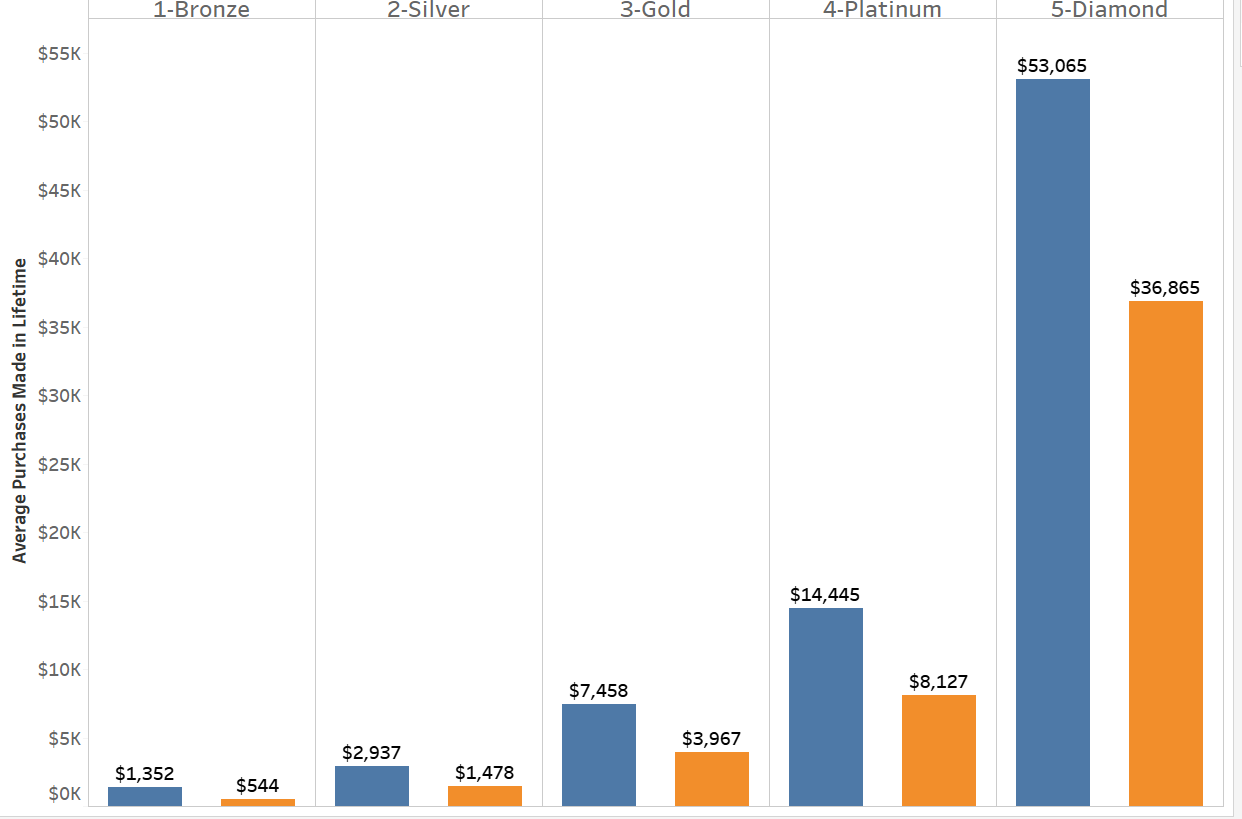 1-Bronze 2-Silver 3-Gold 4-Platinum 5-Diamond
Average Purchases Made in Lifetime
$55K
$50K
$45K
$40K
$35K
$30K
$25K
$20K
$15K
$10K
$5K
$0K
$1,352
$544
$2,937
$1,478
$7,458
$3,967
$14,445
$8,127
$53,065
$36,865